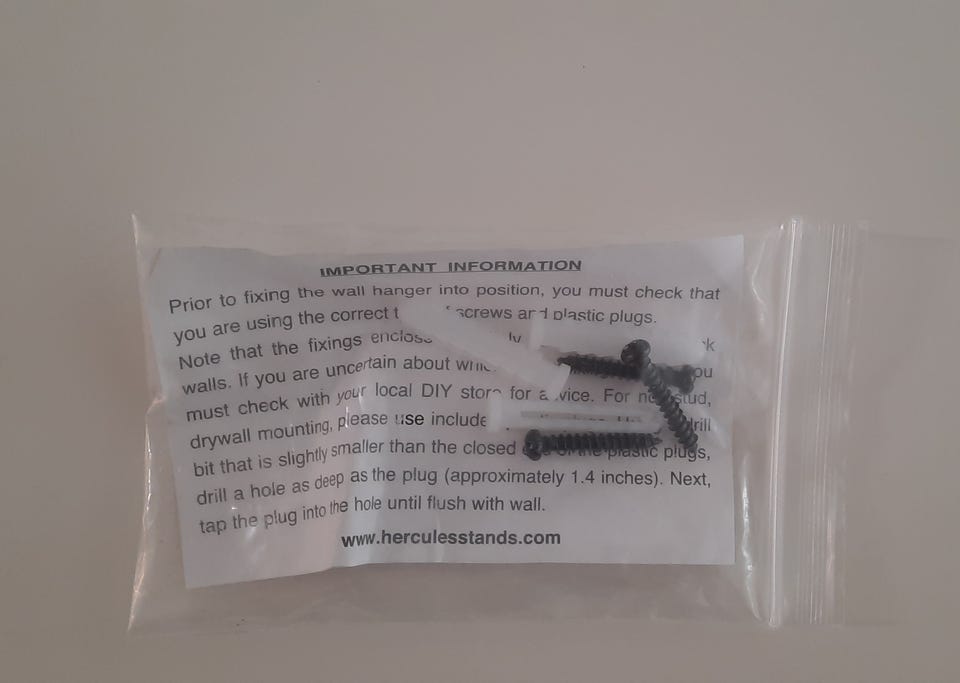 IMPORTANT INFORMATION
Prior to fixing the wall hanger into position, you must check that
you are using the correct screws and plastic plugs.
Note that the fixings
walls. If you are uncertain about
must check with your local DIY store for advice. For
drywall mounting, please use
bit that is slightly smaller than the closed of the plastic plugs,
drill a hole as deep as the plug (approximately 1.4 inches). Next,
tap the plug into the hole until flush with wall.
www.herculesstands.com